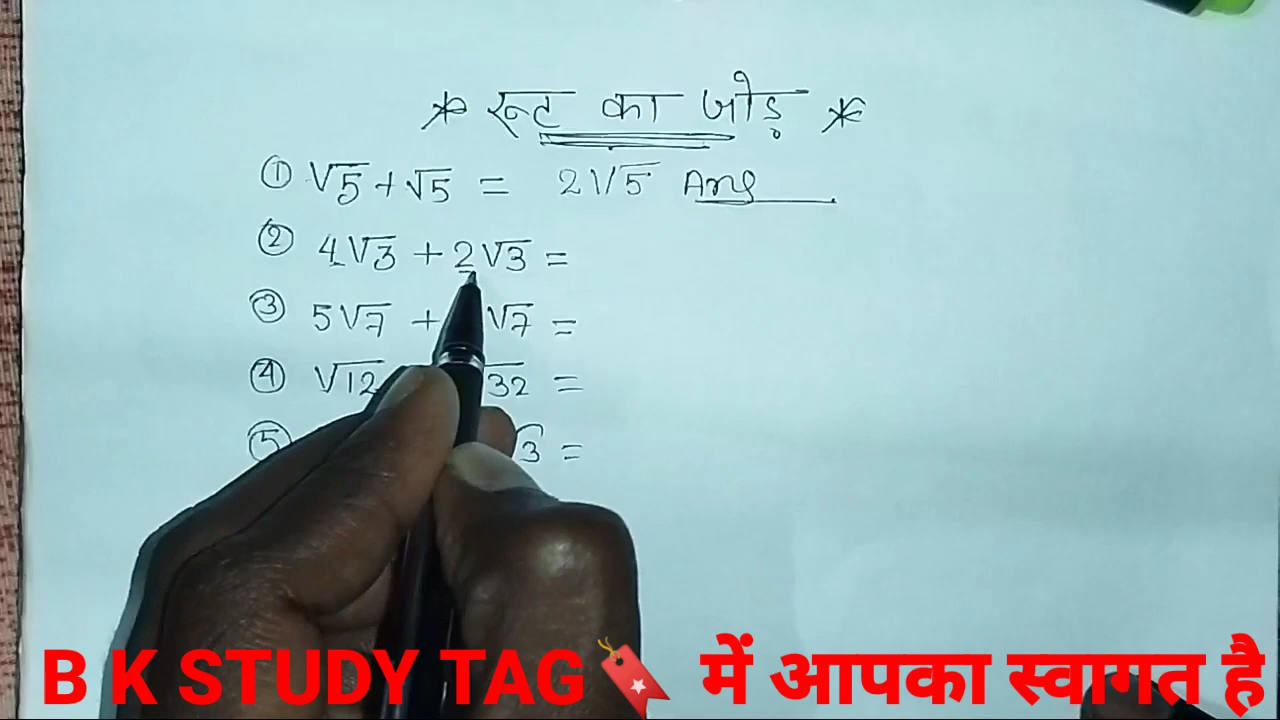 * रूट का जोड़ *
① √5 + √5 = 2√5 Ans
② 4√3 + 2√3 =
③ 5√7 + √7 =
④ √12 √32 =
⑤ √3 =
B K STUDY TAG🔖 में आपका स्वागत है